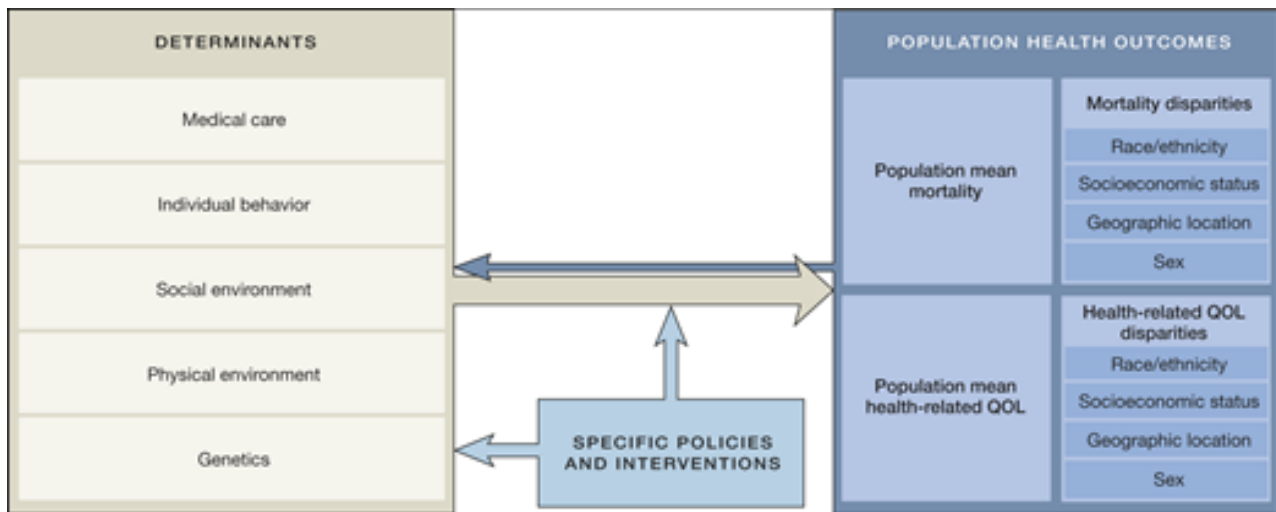 DETERMINANTS
Medical care
Individual behavior
Social environment
Physical environment
Genetics
SPECIFIC POLICIES
AND INTERVENTIONS
POPULATION HEALTH OUTCOMES
Population mean
mortality
Mortality disparities
Race/ethnicity
Socioeconomic status
Geographic location
Sex
Population mean
health-related QOL
Health-related QOL
disparities
Race/ethnicity
Socioeconomic status
Geographic location
Sex